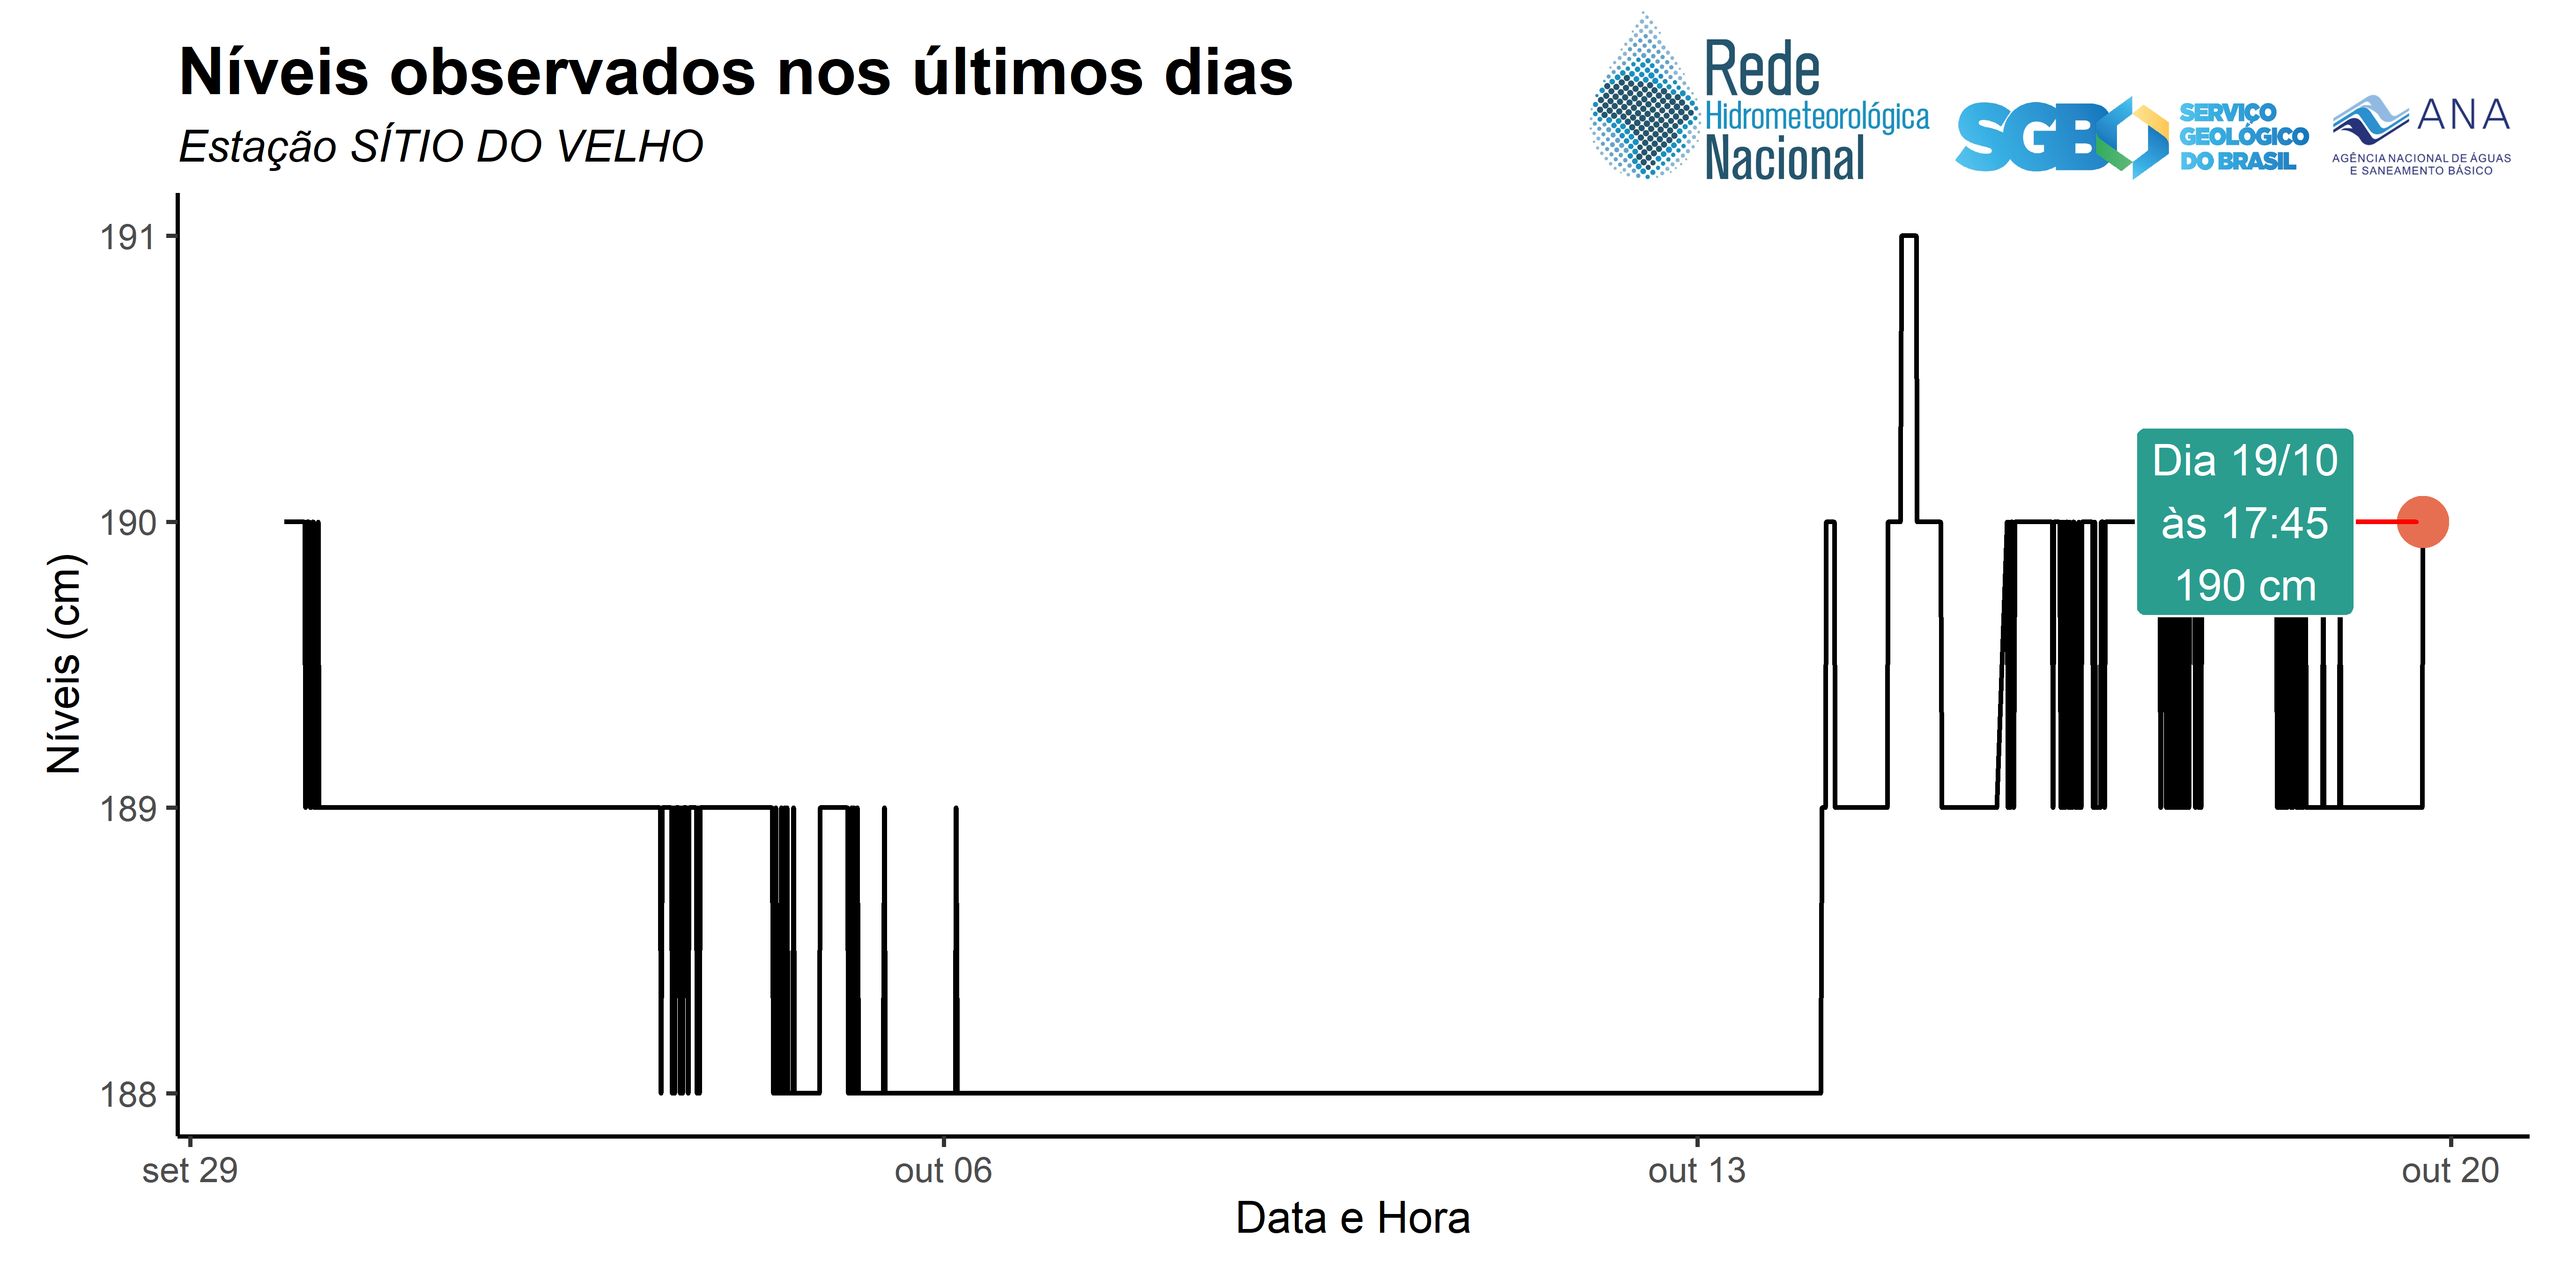 Níveis observados nos últimos dias
Estação SÍTIO DO VELHO
Rede
Hidrometeorológica
Nacional
SGB
SERVIÇO
GEOLÓGICO
DO BRASIL
ANA
AGÊNCIA NACIONAL DE ÁGUAS
E SANEAMENTO BÁSICO
191
190
189
188
Níveis (cm)
Dia 19/10
às 17:45
190 cm
set 29
out 06
out 13
out 20
Data e Hora